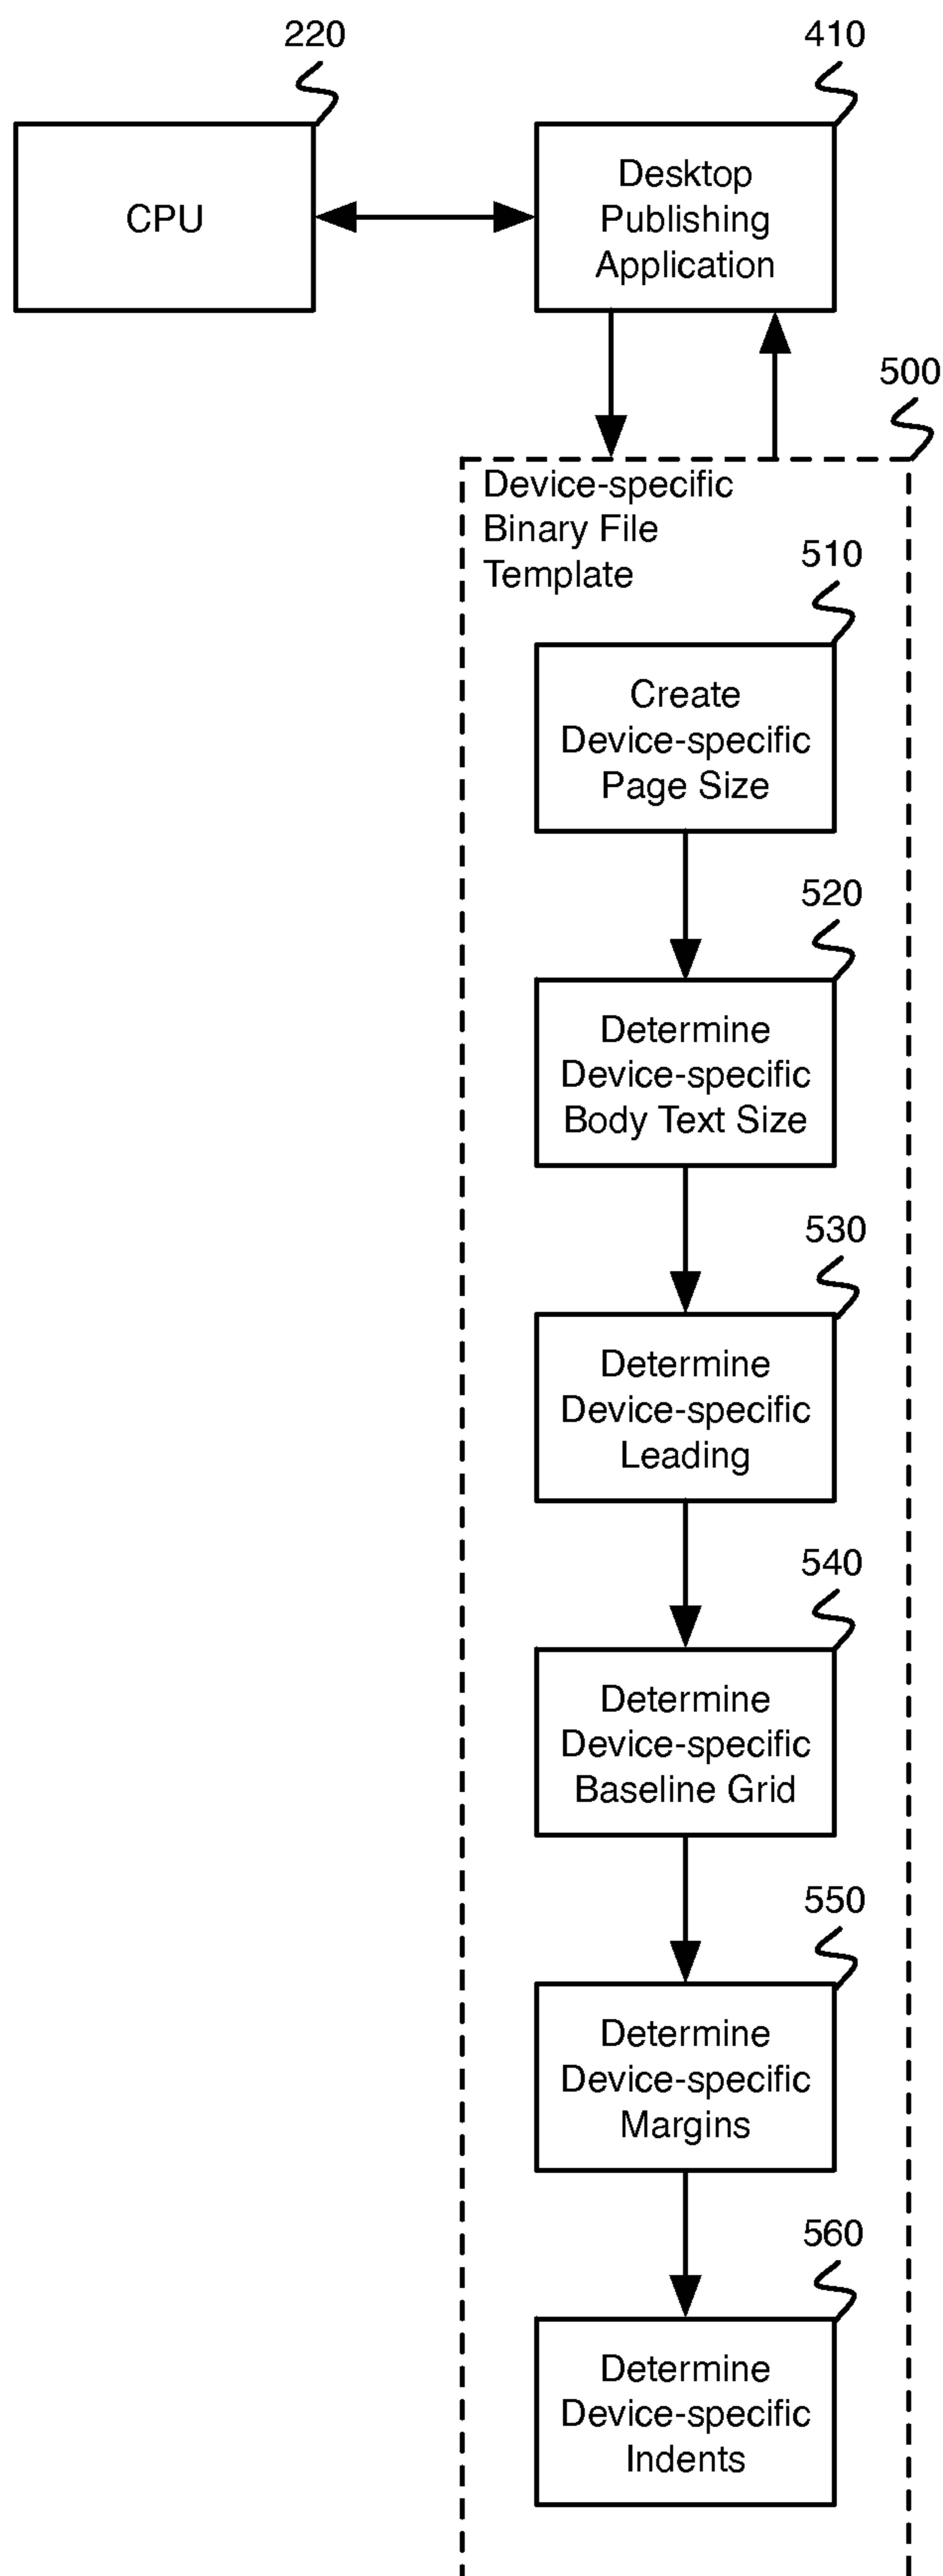 220
410
CPU
Desktop
Publishing
Application
500
Device-specific
Binary File
Template
510
Create
Device-specific
Page Size
520
Determine
Device-specific
Body Text Size
530
Determine
Device-specific
Leading
540
Determine
Device-specific
Baseline Grid
550
Determine
Device-specific
Margins
560
Determine
Device-specific
Indents